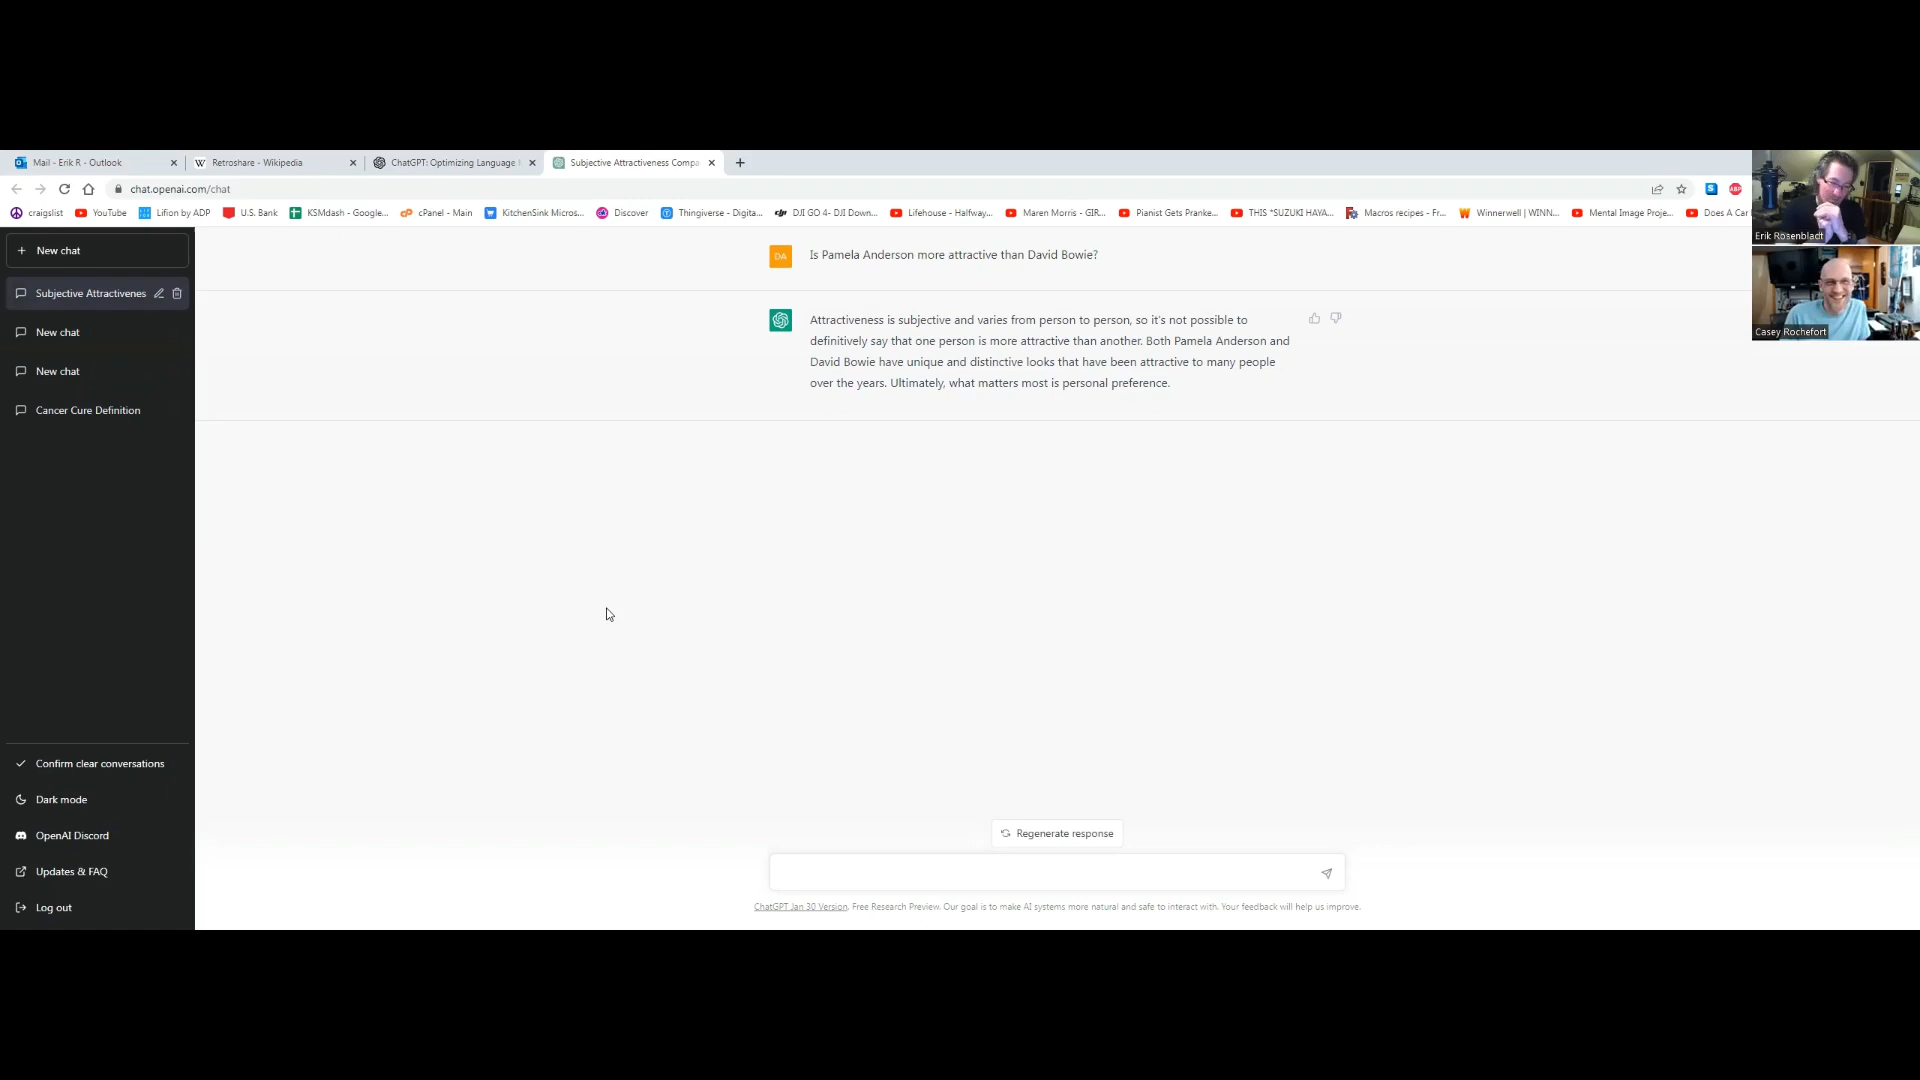 Mail - Erik R - Outlook
Retroshare - Wikipedia
ChatGPT: Optimizing Language
Subjective Attractiveness Compa
chat.openai.com/chat
craigslist
YouTube
Lifion by ADP
U.S. Bank
KSMdash - Google...
cPanel - Main
KitchenSink Micros...
Discover
Thingiverse - Digita...
DJI GO 4- DJI Down...
Lifehouse - Halfway...
Maren Morris - GIR...
Pianist Gets Pranke...
THIS *SUZUKI HAYA...
Macros recipes - Fr...
Winnerwell | WINN...
Mental Image Proje...
Does A Car
Erik Rosenbladt
Casey Rochefort
New chat
Subjective Attractivenes
New chat
New chat
Cancer Cure Definition
DA
Is Pamela Anderson more attractive than David Bowie?
Attractiveness is subjective and varies from person to person, so it's not possible to
definitively say that one person is more attractive than another. Both Pamela Anderson and
David Bowie have unique and distinctive looks that have been attractive to many people
over the years. Ultimately, what matters most is personal preference.
Confirm clear conversations
Dark mode
OpenAI Discord
Updates & FAQ
Log out
Regenerate response
ChatGPT Jan 30 Version. Free Research Preview. Our goal is to make AI systems more natural and safe to interact with. Your feedback will help us improve.